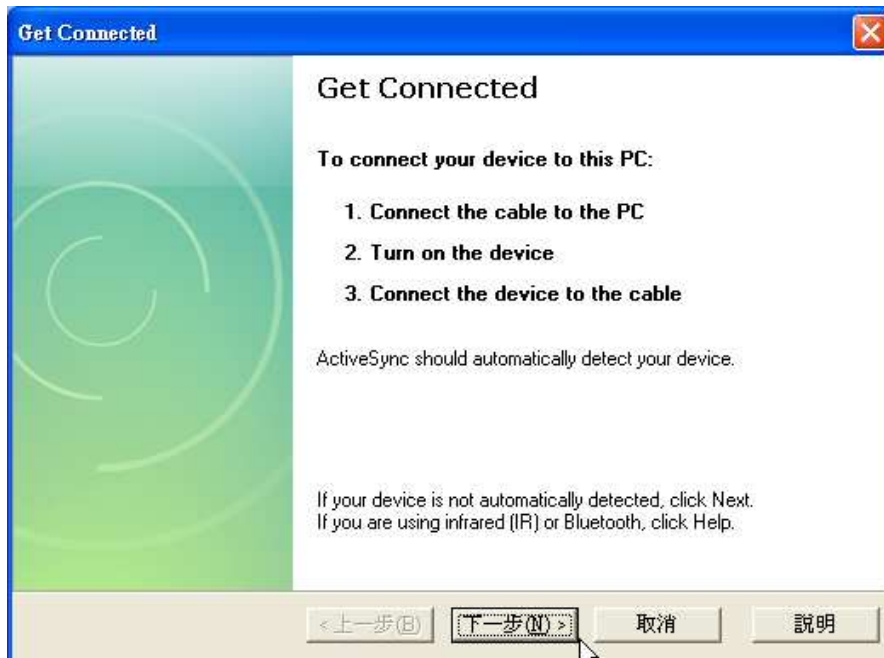 Get Connected
Get Connected
To connect your device to this PC:
1. Connect the cable to the PC
2. Turn on the device
3. Connect the device to the cable
ActiveSync should automatically detect your device.
If your device is not automatically detected, click Next.
If you are using infrared (IR) or Bluetooth, click Help.
<上一步(B) 下一步(N)> 取消 說明